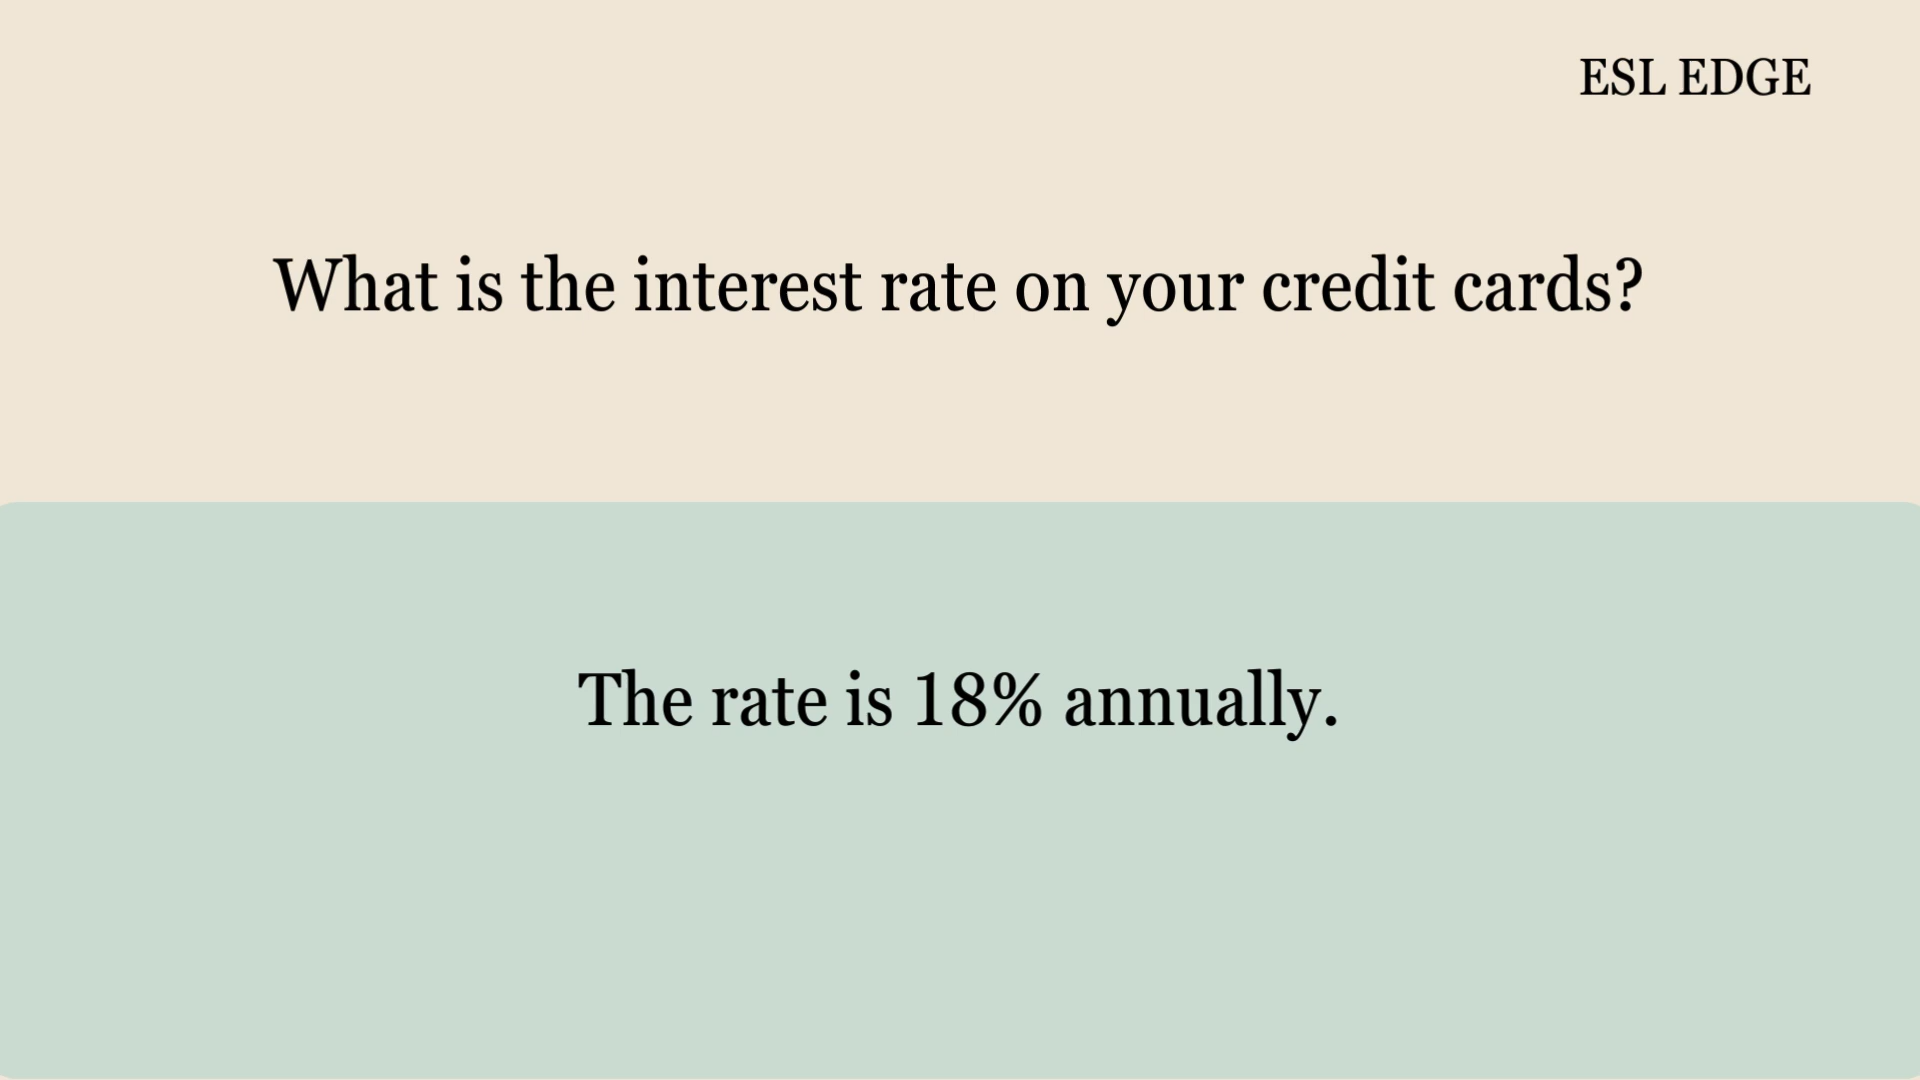 ESL EDGE
What is the interest rate on your credit cards?
The rate is 18% annually.